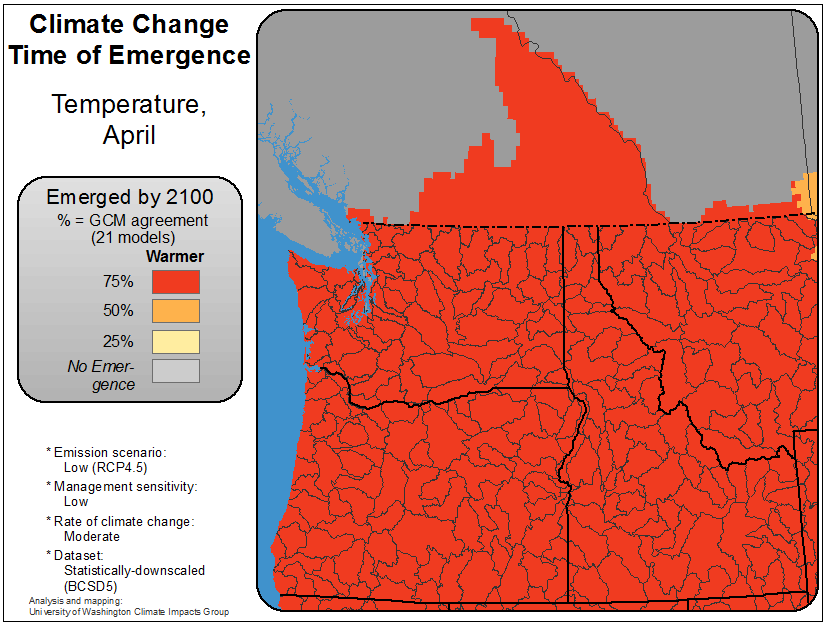 Climate Change
Time of Emergence
Temperature,
April
Emerged by 2100
% = GCM agreement
(21 models)
Warmer
75%
50%
25%
No Emer-
gence
* Emission scenario:
Low (RCP4.5)
* Management sensitivity:
Low
* Rate of climate change:
Moderate
* Dataset:
Statistically-downscaled
(BCSD5)
Analysis and mapping:
University of Washington Climate Impacts Group